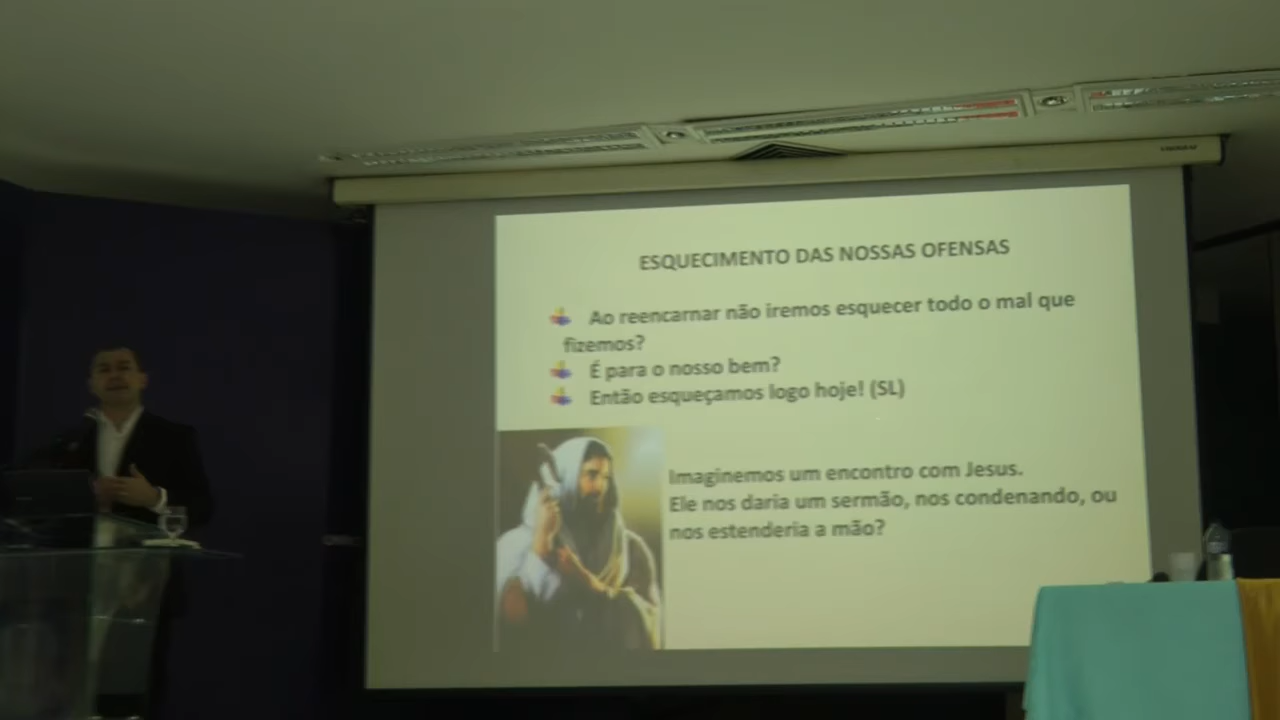 ESQUECIMENTO DAS NOSSAS OFENSAS
Ao reencarnar não iremos esquecer todo o mal que
fizemos?
É para o nosso bem?
Então esqueçamos logo hoje! (SL)
Imaginemos um encontro com Jesus.
Ele nos daria um sermão, nos condenando, ou
nos estenderia a mão?